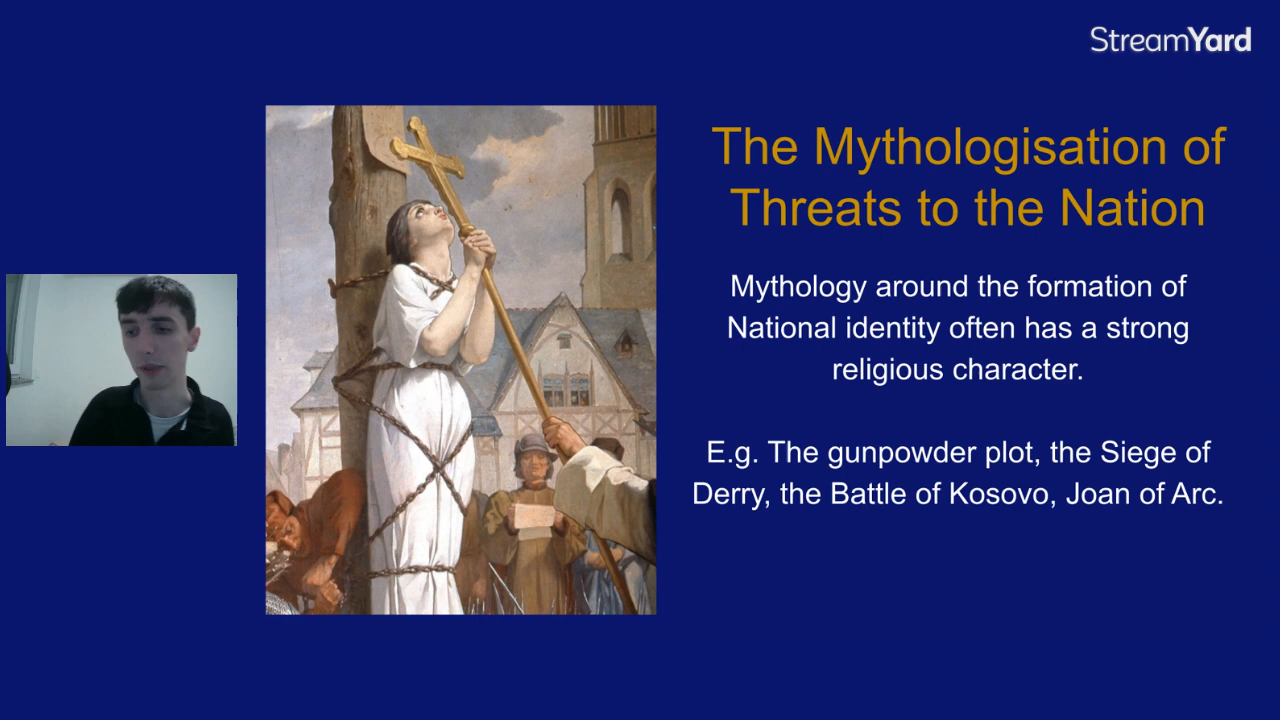 StreamYard
The Mythologisation of
Threats to the Nation
Mythology around the formation of
National identity often has a strong
religious character.
E.g. The gunpowder plot, the Siege of
Derry, the Battle of Kosovo, Joan of Arc.